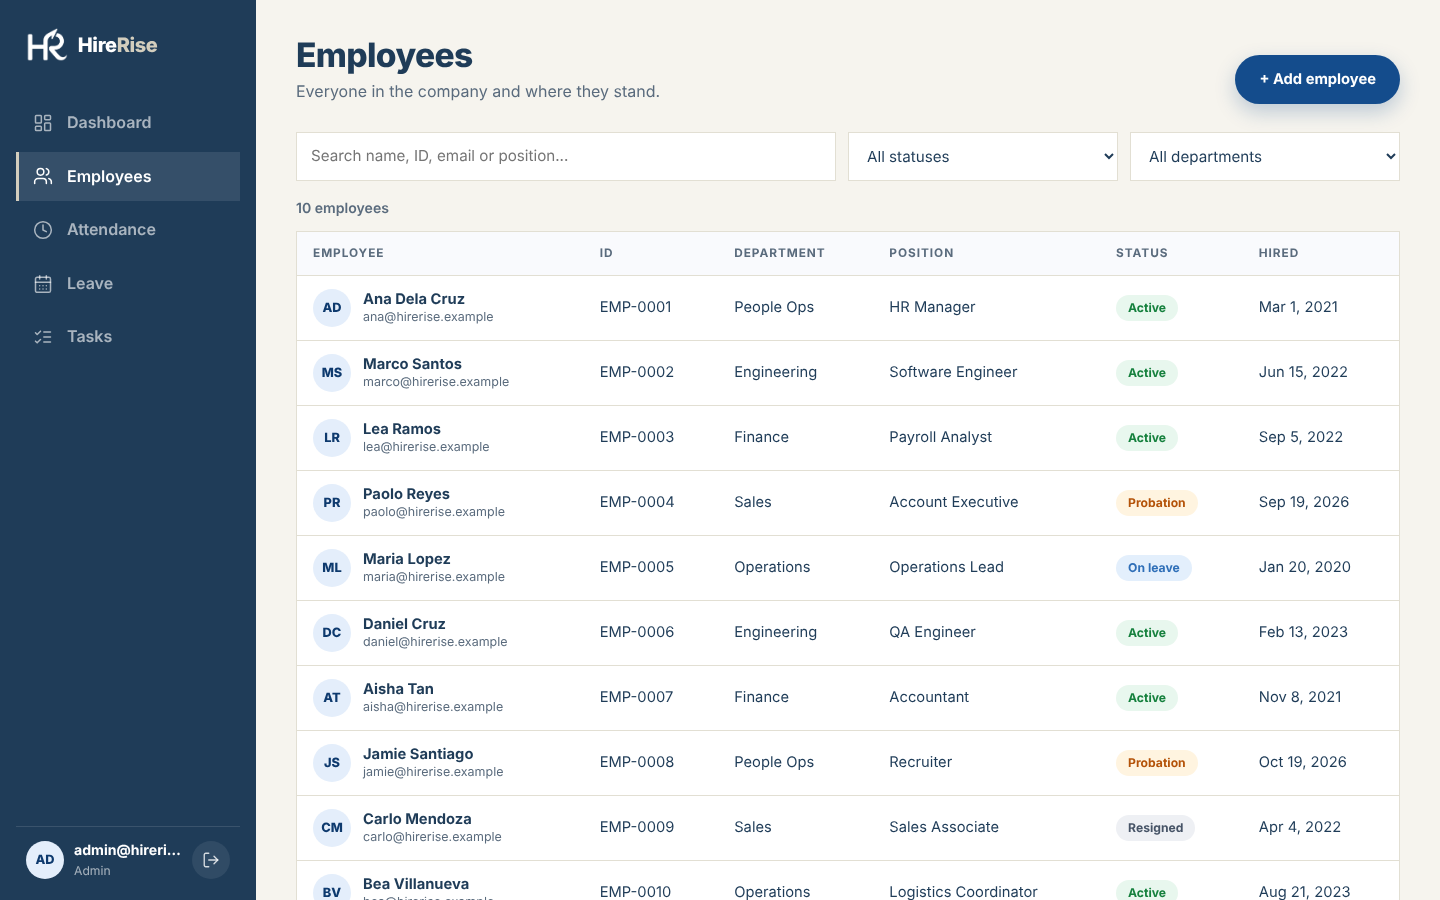 HR HireRise
Dashboard
Employees
Attendance
Leave
Tasks
AD admin@hireri...
Admin
Employees
Everyone in the company and where they stand.
+ Add employee
Search name, ID, email or position...
All statuses
All departments
10 employees
EMPLOYEE ID DEPARTMENT POSITION STATUS HIRED
AD Ana Dela Cruz EMP-0001 People Ops HR Manager Active Mar 1, 2021
ana@hirerise.example
MS Marco Santos EMP-0002 Engineering Software Engineer Active Jun 15, 2022
marco@hirerise.example
LR Lea Ramos EMP-0003 Finance Payroll Analyst Active Sep 5, 2022
lea@hirerise.example
PR Paolo Reyes EMP-0004 Sales Account Executive Probation Sep 19, 2026
paolo@hirerise.example
ML Maria Lopez EMP-0005 Operations Operations Lead On leave Jan 20, 2020
maria@hirerise.example
DC Daniel Cruz EMP-0006 Engineering QA Engineer Active Feb 13, 2023
daniel@hirerise.example
AT Aisha Tan EMP-0007 Finance Accountant Active Nov 8, 2021
aisha@hirerise.example
JS Jamie Santiago EMP-0008 People Ops Recruiter Probation Oct 19, 2026
jamie@hirerise.example
CM Carlo Mendoza EMP-0009 Sales Sales Associate Resigned Apr 4, 2022
carlo@hirerise.example
BV Bea Villanueva EMP-0010 Operations Logistics Coordinator Active Aug 21, 2023